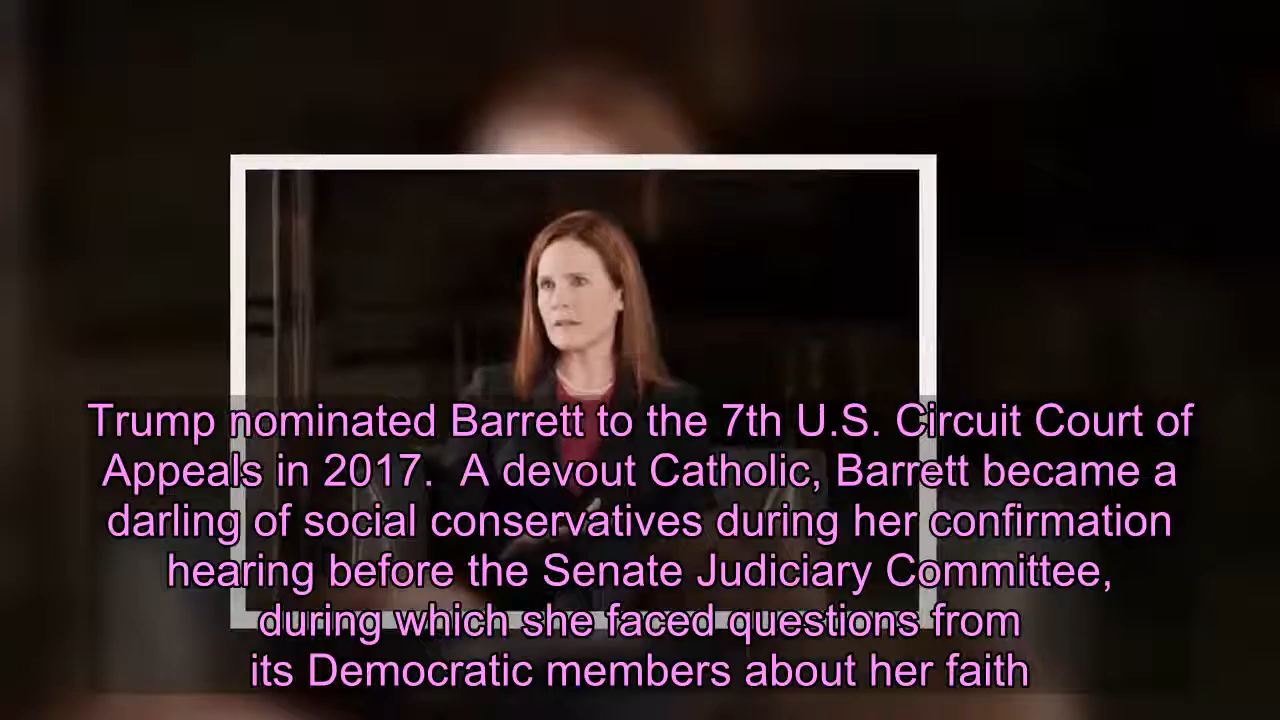 Trump nominated Barrett to the 7th U.S. Circuit Court of
Appeals in 2017.  A devout Catholic, Barrett became a
darling of social conservatives during her confirmation
hearing before the Senate Judiciary Committee,
during which she faced questions from
its Democratic members about her faith